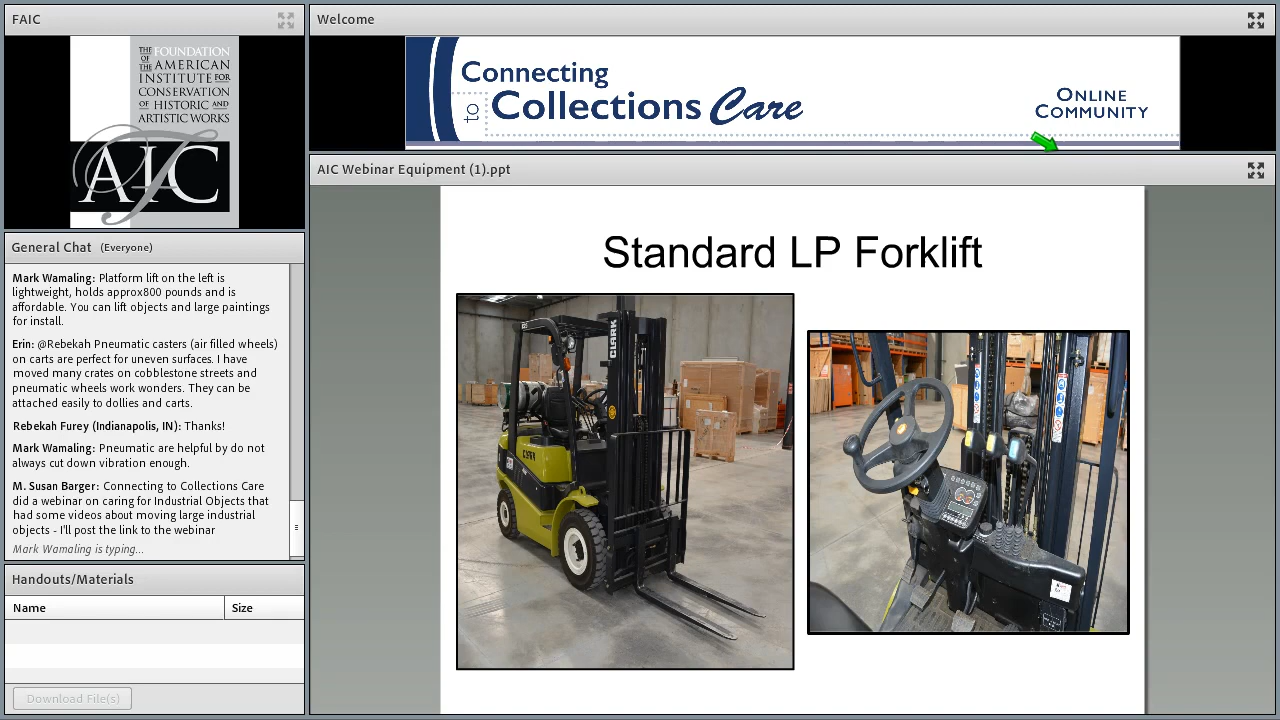 FAIC
THE FOUNDATION
OF THE AMERICAN
INSTITUTE FOR
CONSERVATION
OF HISTORIC AND
ARTISTIC WORKS
AIC
General Chat (Everyone)
Mark Wamaling: Platform lift on the left is
lightweight, holds approx800 pounds and is
affordable. You can lift objects and large paintings
for install.
Erin: @Rebekah Pneumatic casters (or filled wheels)
on carts are perfect for uneven surfaces. I have
moved many crates on cobblestone streets and
pneumatic wheels work wonders. They can be
attached easily to dollies and carts.
Rebekah Furey (Indianapolis, IN): Thanks!
Mark Wamaling: Pneumatic are helpful by do not
always cut down vibration enough.
M. Susan Barger: Connecting to Collections Care
did a webinar on caring for Industrial Objects that
had some videos about moving large industrial
objects - I'll post the link to the webinar
Mark Wamaling is typing...
Handouts/Materials
Name Size
Download File(s)
Welcome
Connecting
to Collections Care
ONLINE
COMMUNITY
AIC Webinar Equipment (1).ppt
Standard LP Forklift
CLARK
CLARK